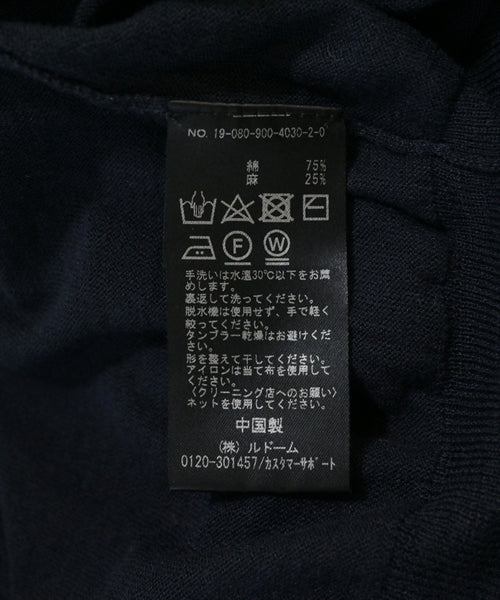 NO. 19-080-900-4030-2-0
綿 75%
麻 25%
F W
手洗いは水温30℃以下をお薦
めします。
裏返して洗ってください。
脱水機は使用せず、手で軽く
絞ってください。
タンブラー乾燥はお避けくだ
さい。
形を整えて干してください。
アイロンは当て布を使用して
ください。
〈クリーニング店へのお願い〉
ネットを使用してください。
中国製
(株) ルドーム
0120-301457/カスタマーサポート